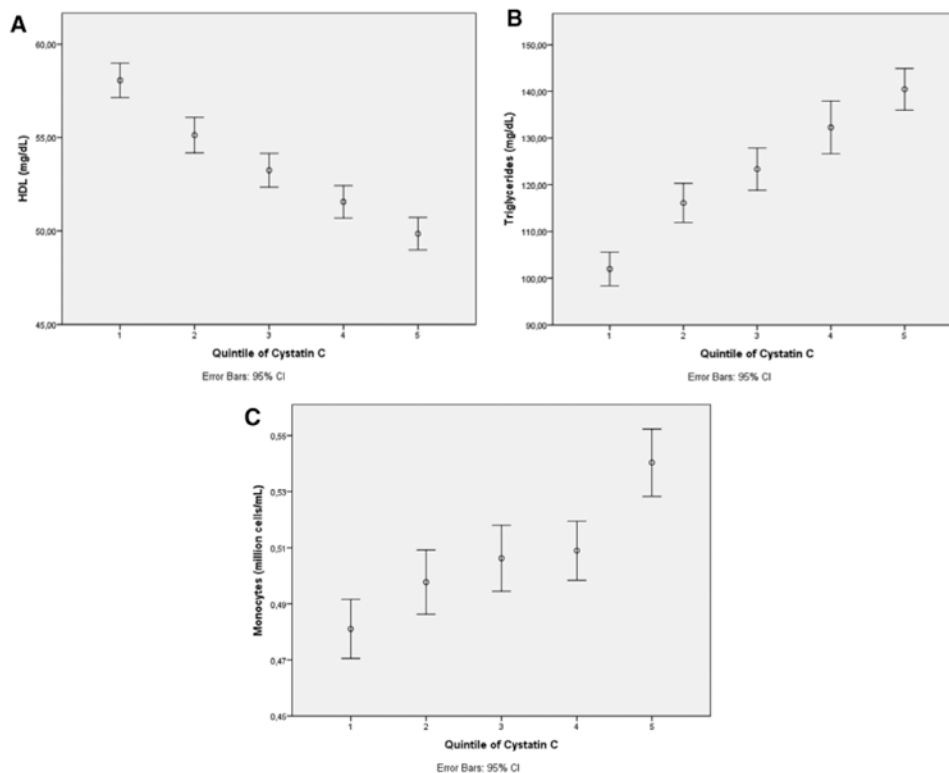 A
HDL (mg/dL)
60,00
55,00
50,00
45,00
1 2 3 4 5
Quintile of Cystatin C
Error Bars: 95% CI
B
Triglycerides (mg/dL)
150,00
140,00
130,00
120,00
110,00
100,00
90,00
1 2 3 4 5
Quintile of Cystatin C
Error Bars: 95% CI
C
Monocytes (million cells/mL)
0,55
0,53
0,51
0,49
0,47
0,45
1 2 3 4 5
Quintile of Cystatin C
Error Bars: 95% CI